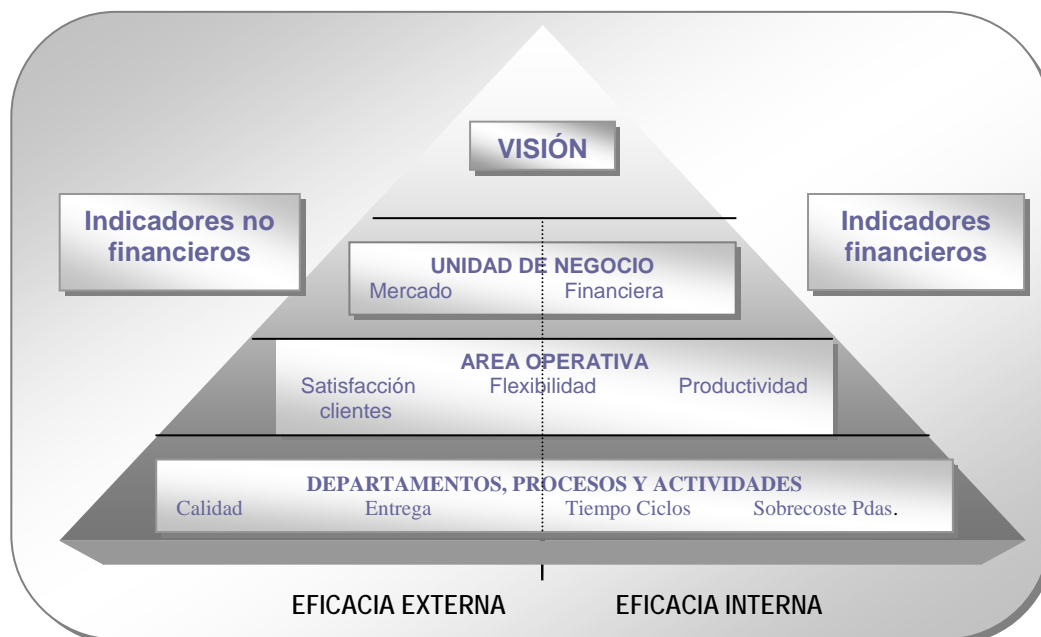 VISIÓN
Indicadores no
financieros
Indicadores
financieros
UNIDAD DE NEGOCIO
Mercado Financiera
AREA OPERATIVA
Satisfacción Flexibilidad Productividad
clientes
DEPARTAMENTOS, PROCESOS Y ACTIVIDADES
Calidad Entrega Tiempo Ciclos Sobrecoste Pdas.
EFICACIA EXTERNA EFICACIA INTERNA